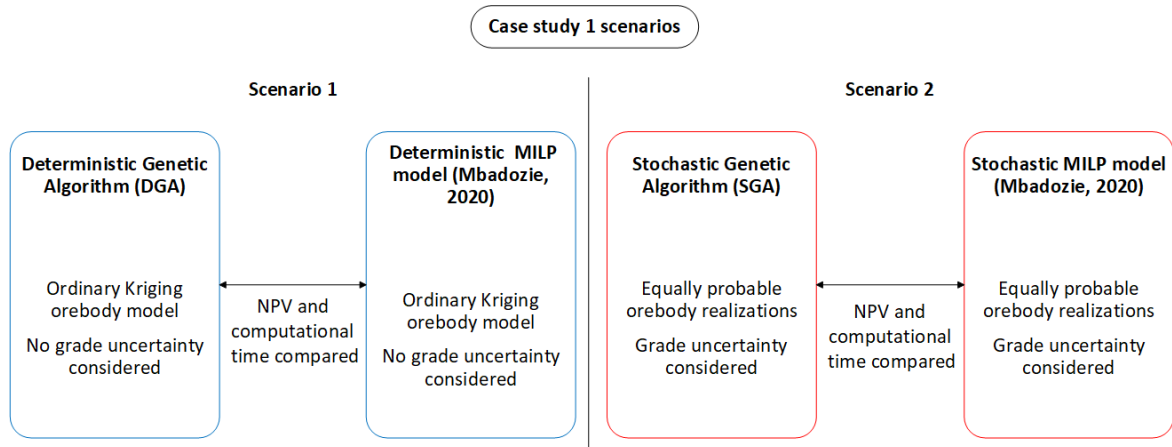 Case study 1 scenarios
Scenario 1
Deterministic Genetic
Algorithm (DGA)
Ordinary Kriging
orebody model
No grade uncertainty
considered
NPV and
computational
time compared
Deterministic MILP
model (Mbadozie,
2020)
Ordinary Kriging
orebody model
No grade uncertainty
considered
Scenario 2
Stochastic Genetic
Algorithm (SGA)
Equally probable
orebody realizations
Grade uncertainty
considered
NPV and
computational
time compared
Stochastic MILP model
(Mbadozie, 2020)
Equally probable
orebody realizations
Grade uncertainty
considered